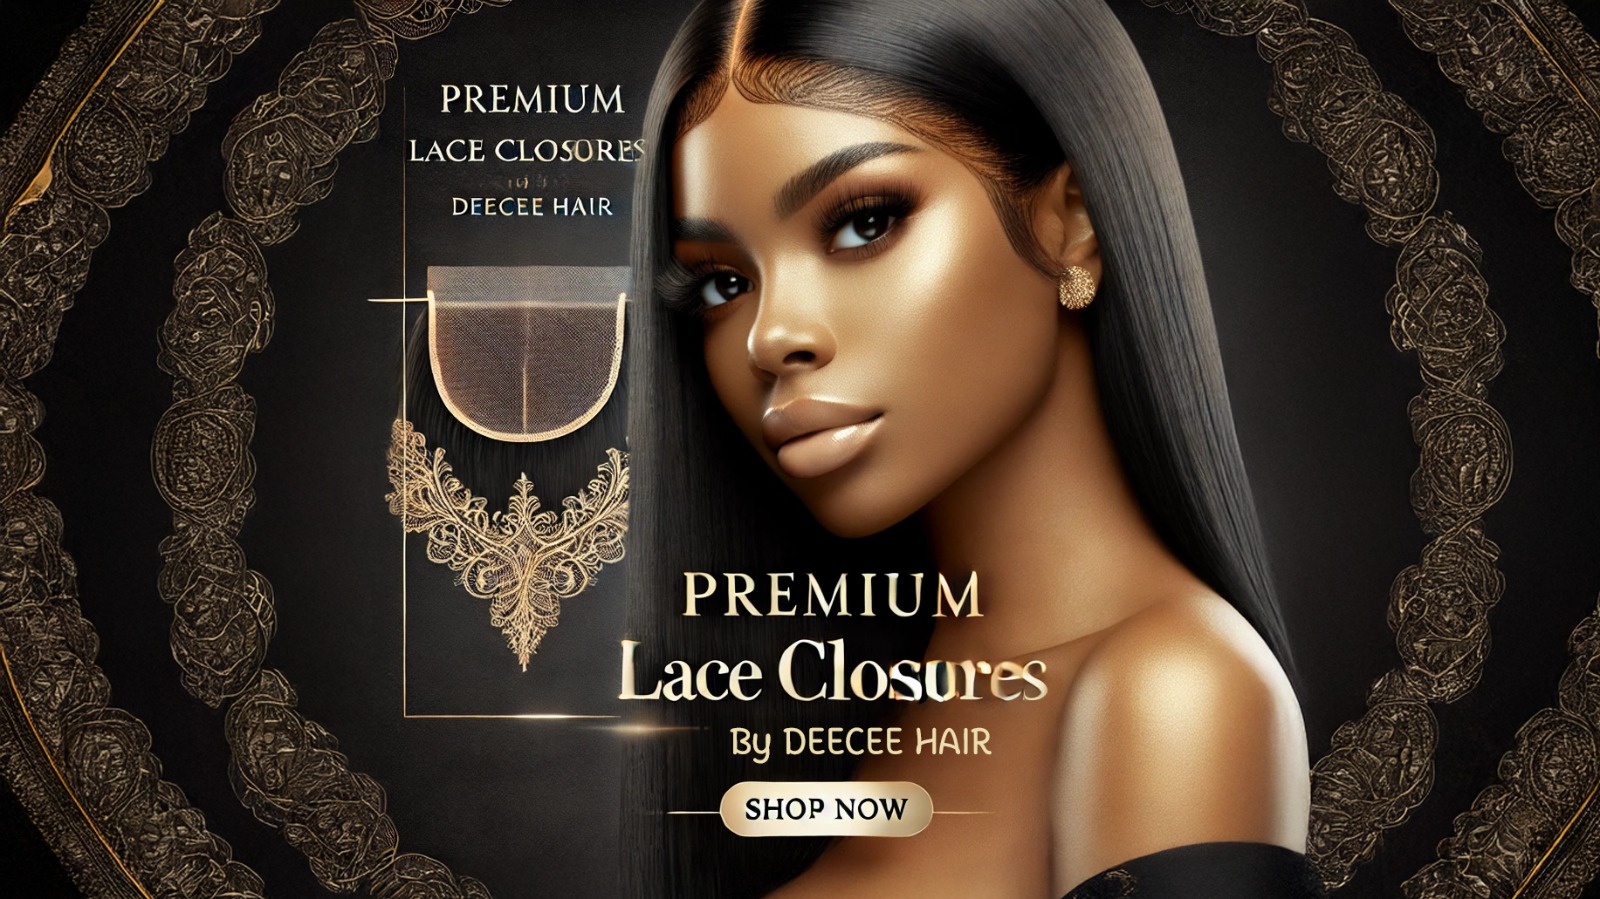 PREMIUM
LACE CLOSORES
DEECEE HAIR
PREMIUM
Lace Closures
By DEECEE HAIR
SHOP NOW